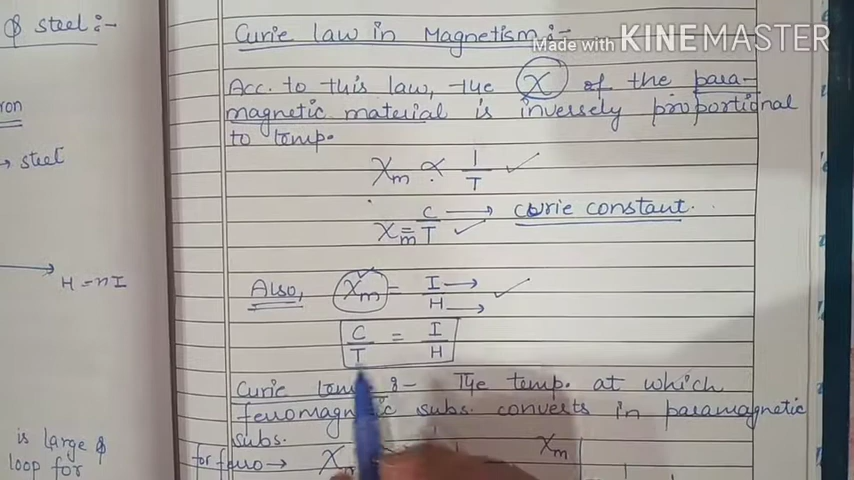 of steel:-
ron
→ steel
H = nI
is large of
loop for
Made with KINEMASTER
Curie law in Magnetism:-
Acc. to this law, the χ of the para-
magnetic material is inversely proportional
to temp.
χm ∝ 1/T ✓
χm = C/T ✓ → curie constant.
Also, χm = I/H → → ✓
C/T = I/H
Curie temp:- The temp. at which
ferromagnetic subs. converts in paramagnetic
subs.
for ferro → χ
χm